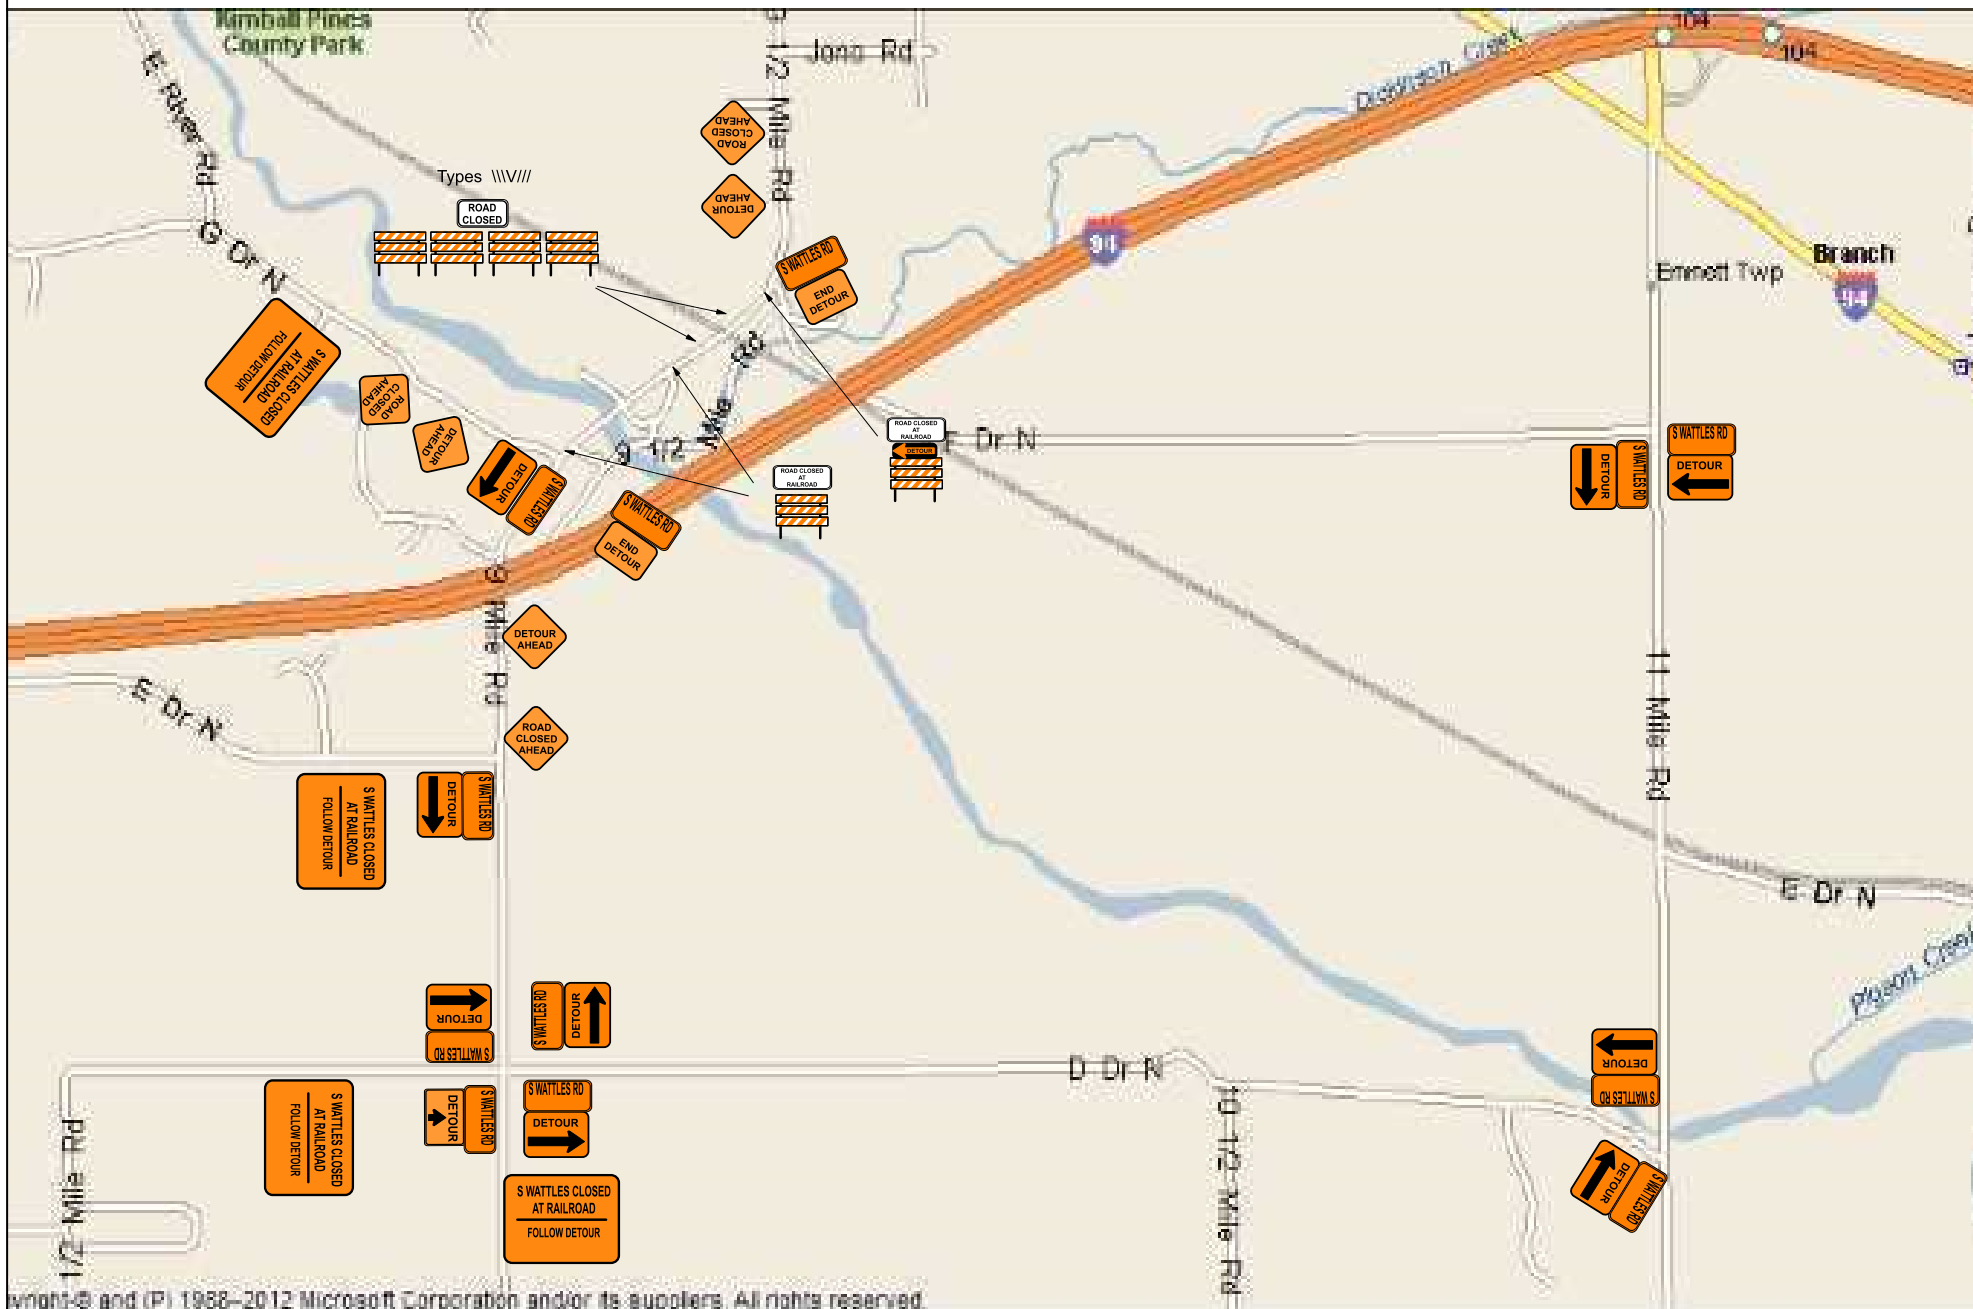 Kimball Pines
County Park
E River Rd
G Dr N
9 1/2 Mile Rd
Jono Rd
104
104
Dickinson Creek
ROAD
CLOSED
AHEAD
DETOUR
AHEAD
Types \\\V///
ROAD
CLOSED
S WATTLES RD
END
DETOUR
94
Branch
94
Emmett Twp
S WATTLES CLOSED
AT RAILROAD
FOLLOW DETOUR
ROAD
CLOSED
AHEAD
DETOUR
AHEAD
DETOUR
S WATTLES RD
9 1/2 Mile Rd
ROAD CLOSED
AT
RAILROAD
DETOUR
F Dr N
ROAD CLOSED
AT
RAILROAD
S WATTLES RD
END
DETOUR
DETOUR
S WATTLES RD
S WATTLES RD
DETOUR
9 Mile Rd
DETOUR
AHEAD
ROAD
CLOSED
AHEAD
E Dr N
11 Mile Rd
S WATTLES CLOSED
AT RAILROAD
FOLLOW DETOUR
DETOUR
S WATTLES RD
E Dr N
Pigeon Creek
DETOUR
S WATTLES RD
S WATTLES RD
DETOUR
D Dr N
DETOUR
S WATTLES RD
S WATTLES CLOSED
AT RAILROAD
FOLLOW DETOUR
DETOUR
S WATTLES RD
S WATTLES RD
DETOUR
S WATTLES CLOSED
AT RAILROAD
FOLLOW DETOUR
1/2 Mile Rd
10 1/2 Mile Rd
DETOUR
S WATTLES RD
and (P) 1988–2012 Microsoft Corporation and/or its suppliers. All rights reserved.